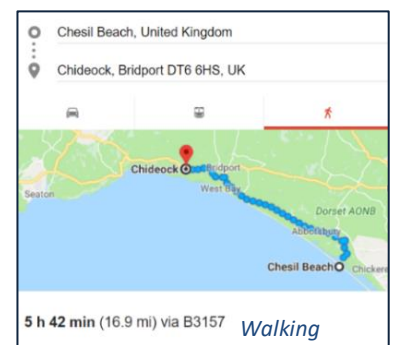 Chesil Beach, United Kingdom
Chideock, Bridport DT6 6HS, UK
Chideock
Bridport
Seaton
West Bay
Dorset AONB
Abbotsbury
Chesil Beach
Chicker
5 h 42 min (16.9 mi) via B3157
Walking